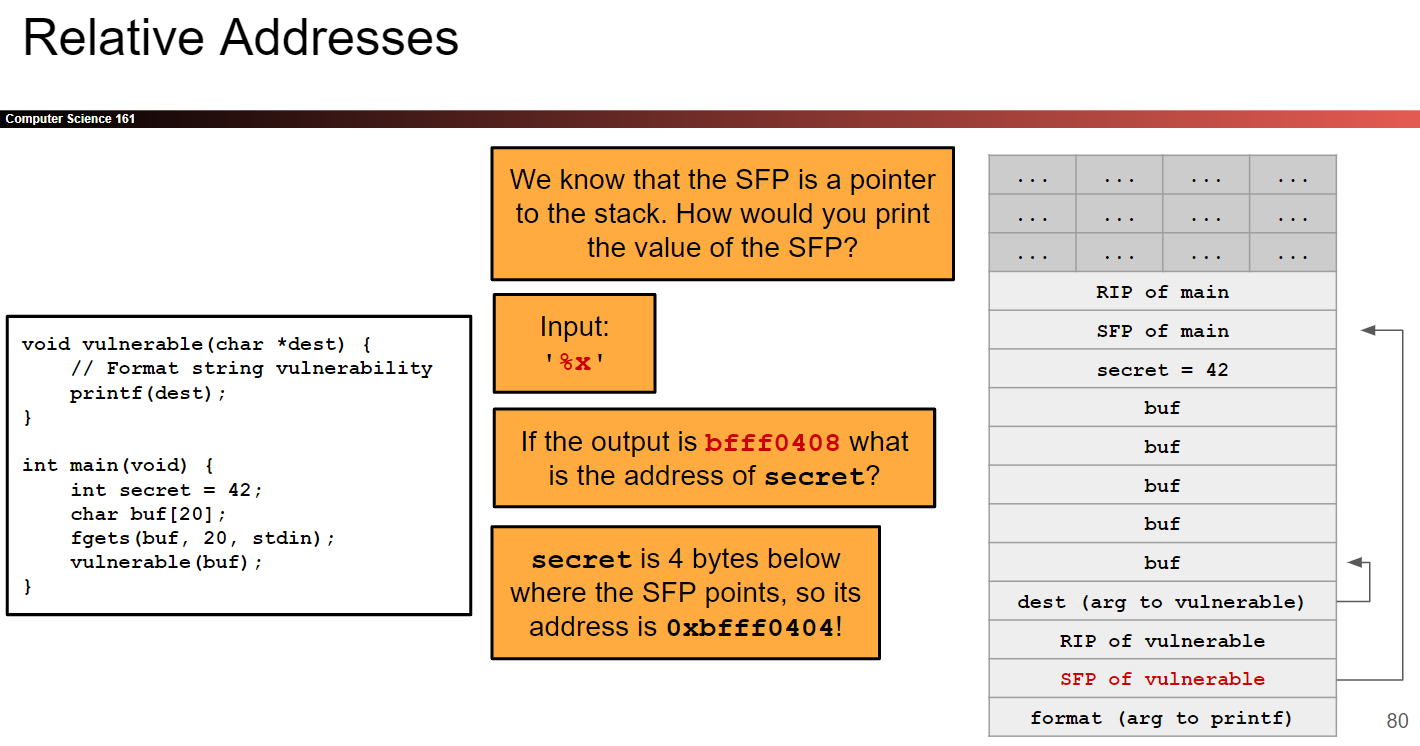 Relative Addresses
Computer Science 161
We know that the SFP is a pointer
to the stack. How would you print
the value of the SFP?
Input:
'%x'
If the output is bfff0408 what
is the address of secret?
secret is 4 bytes below
where the SFP points, so its
address is 0xbfff0404!
void vulnerable(char *dest) {
    // Format string vulnerability
    printf(dest);
}
int main(void) {
    int secret = 42;
    char buf[20];
    fgets(buf, 20, stdin);
    vulnerable(buf);
}
... ... ... ...
... ... ... ...
... ... ... ...
RIP of main
SFP of main
secret = 42
buf
buf
buf
buf
buf
dest (arg to vulnerable)
RIP of vulnerable
SFP of vulnerable
format (arg to printf)
80